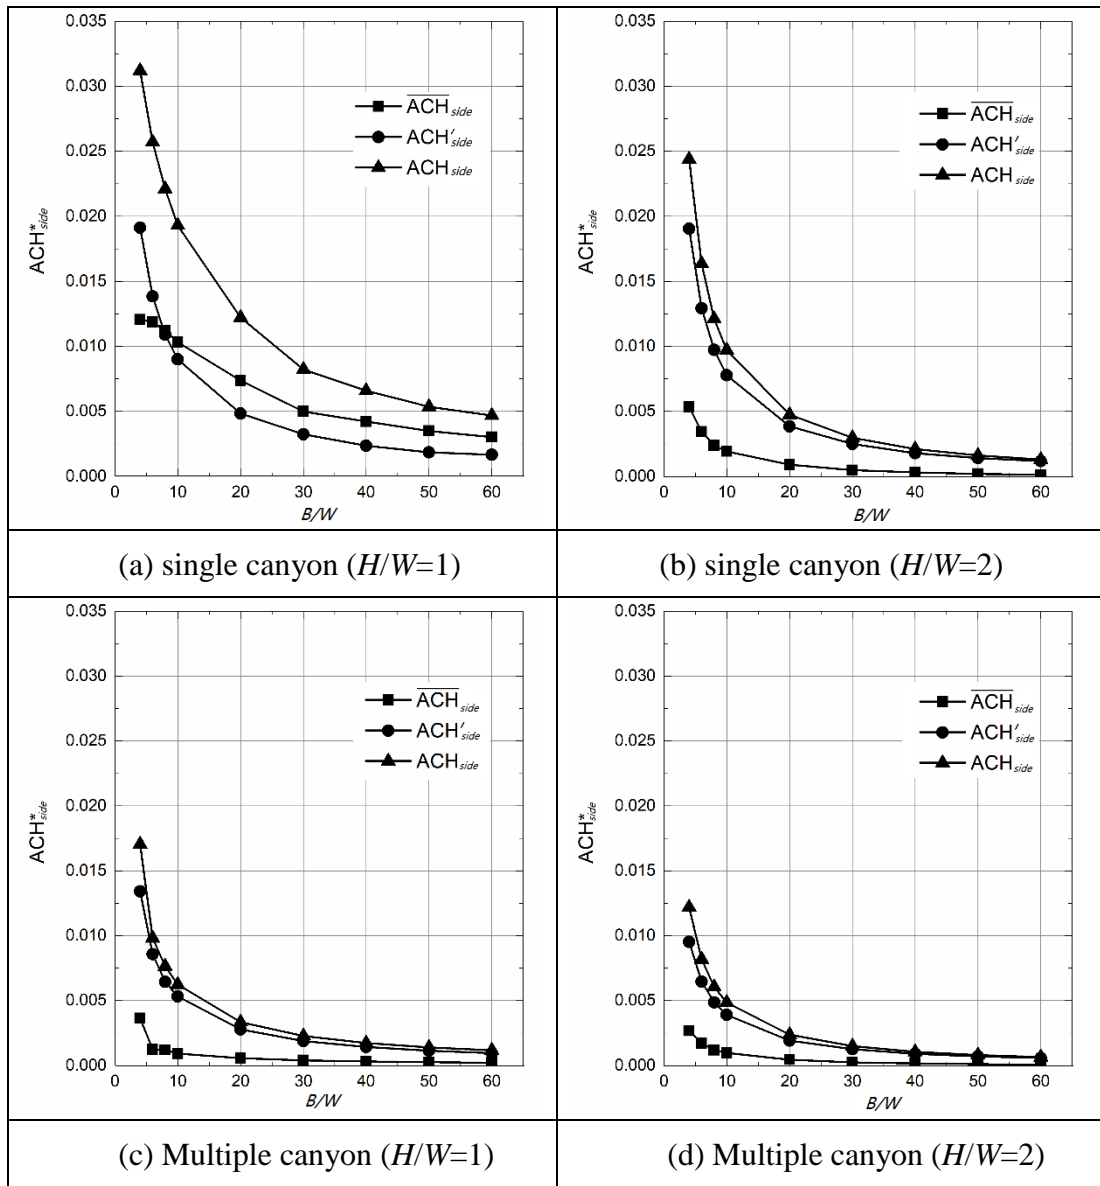 0.035
0.030
0.025
0.020
0.015
0.010
0.005
0.000
ACH*side
ACHside
ACH′side
ACHside
0 10 20 30 40 50 60
B/W
(a) single canyon (H/W=1)
0.035
0.030
0.025
0.020
0.015
0.010
0.005
0.000
ACH*side
ACHside
ACH′side
ACHside
0 10 20 30 40 50 60
B/W
(b) single canyon (H/W=2)
0.035
0.030
0.025
0.020
0.015
0.010
0.005
0.000
ACH*side
ACHside
ACH′side
ACHside
0 10 20 30 40 50 60
B/W
(c) Multiple canyon (H/W=1)
0.035
0.030
0.025
0.020
0.015
0.010
0.005
0.000
ACH*side
ACHside
ACH′side
ACHside
0 10 20 30 40 50 60
B/W
(d) Multiple canyon (H/W=2)